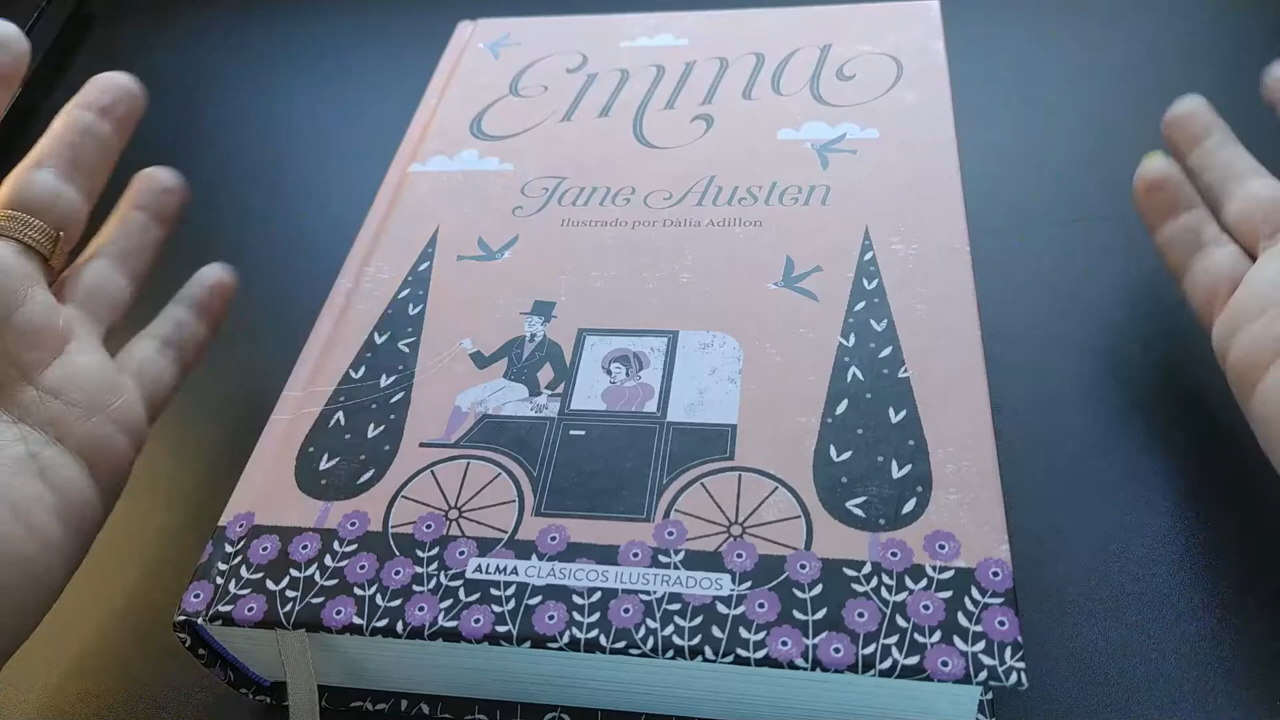 Emma
Jane Austen
Ilustrado por Dàlia Adillon
ALMA CLÁSICOS ILUSTRADOS